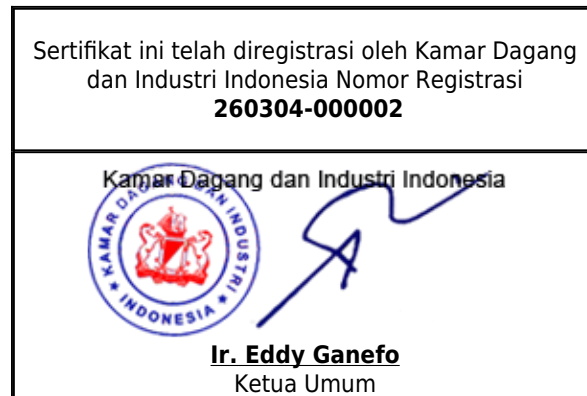 Sertifikat ini telah diregistrasi oleh Kamar Dagang
dan Industri Indonesia Nomor Registrasi
260304-000002
Kamar Dagang dan Industri Indonesia
KAMAR DAGANG DAN INDUSTRI
INDONESIA
Ir. Eddy Ganefo
Ketua Umum